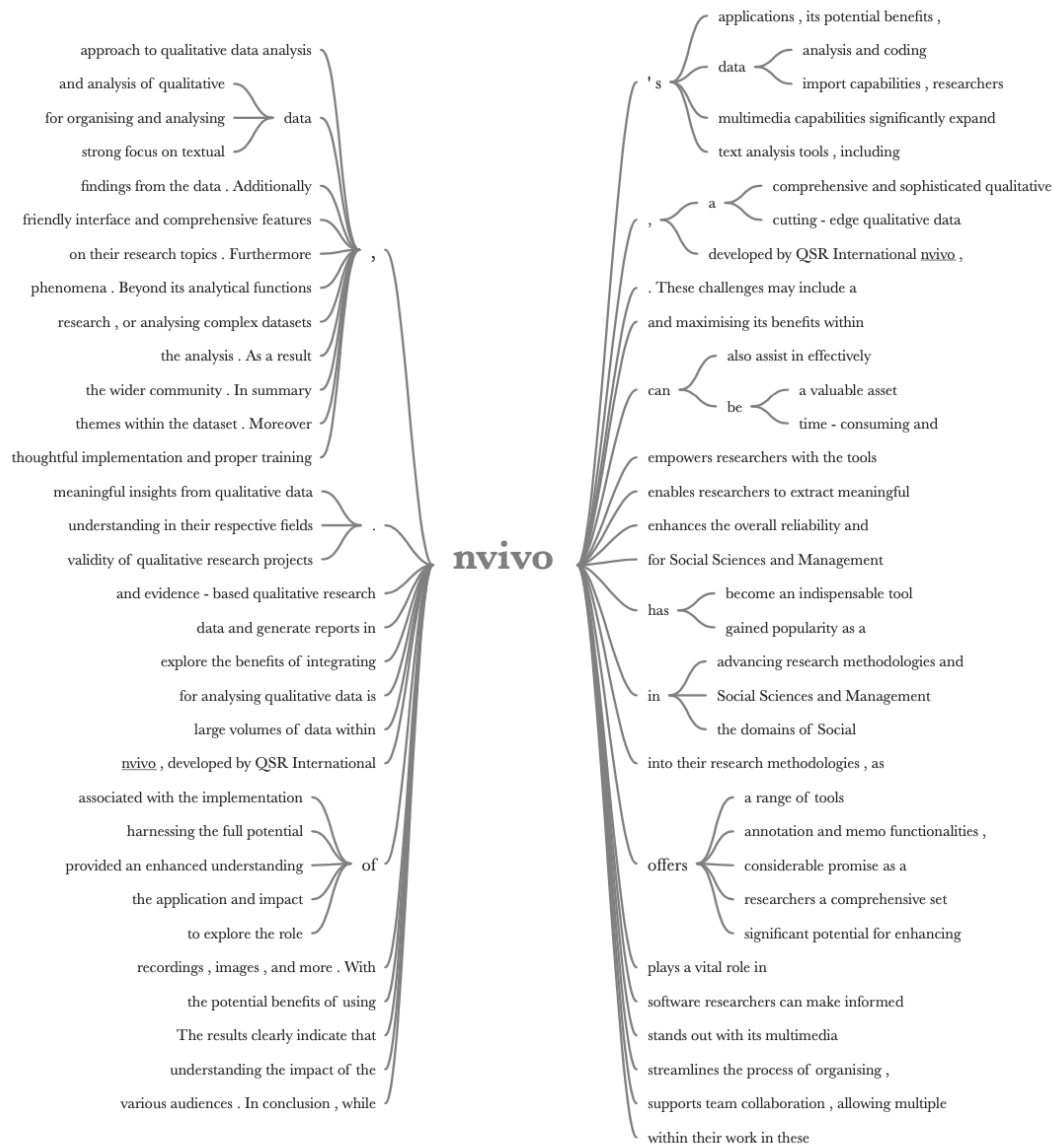 approach to qualitative data analysis
and analysis of qualitative
for organising and analysing
strong focus on textual
data
findings from the data . Additionally
friendly interface and comprehensive features
on their research topics . Furthermore
phenomena . Beyond its analytical functions
research , or analysing complex datasets
the analysis . As a result
the wider community . In summary
themes within the dataset . Moreover
thoughtful implementation and proper training
,
meaningful insights from qualitative data
understanding in their respective fields
validity of qualitative research projects
.
and evidence - based qualitative research
data and generate reports in
explore the benefits of integrating
for analysing qualitative data is
large volumes of data within
nvivo , developed by QSR International
associated with the implementation
harnessing the full potential
provided an enhanced understanding
the application and impact
to explore the role
of
recordings , images , and more . With
the potential benefits of using
The results clearly indicate that
understanding the impact of the
various audiences . In conclusion , while
nvivo
' s
applications , its potential benefits ,
data
analysis and coding
import capabilities , researchers
multimedia capabilities significantly expand
text analysis tools , including
,
a
comprehensive and sophisticated qualitative
cutting - edge qualitative data
developed by QSR International nvivo ,
. These challenges may include a
and maximising its benefits within
can
also assist in effectively
be
a valuable asset
time - consuming and
empowers researchers with the tools
enables researchers to extract meaningful
enhances the overall reliability and
for Social Sciences and Management
has
become an indispensable tool
gained popularity as a
in
advancing research methodologies and
Social Sciences and Management
the domains of Social
into their research methodologies , as
offers
a range of tools
annotation and memo functionalities ,
considerable promise as a
researchers a comprehensive set
significant potential for enhancing
plays a vital role in
software researchers can make informed
stands out with its multimedia
streamlines the process of organising ,
supports team collaboration , allowing multiple
within their work in these